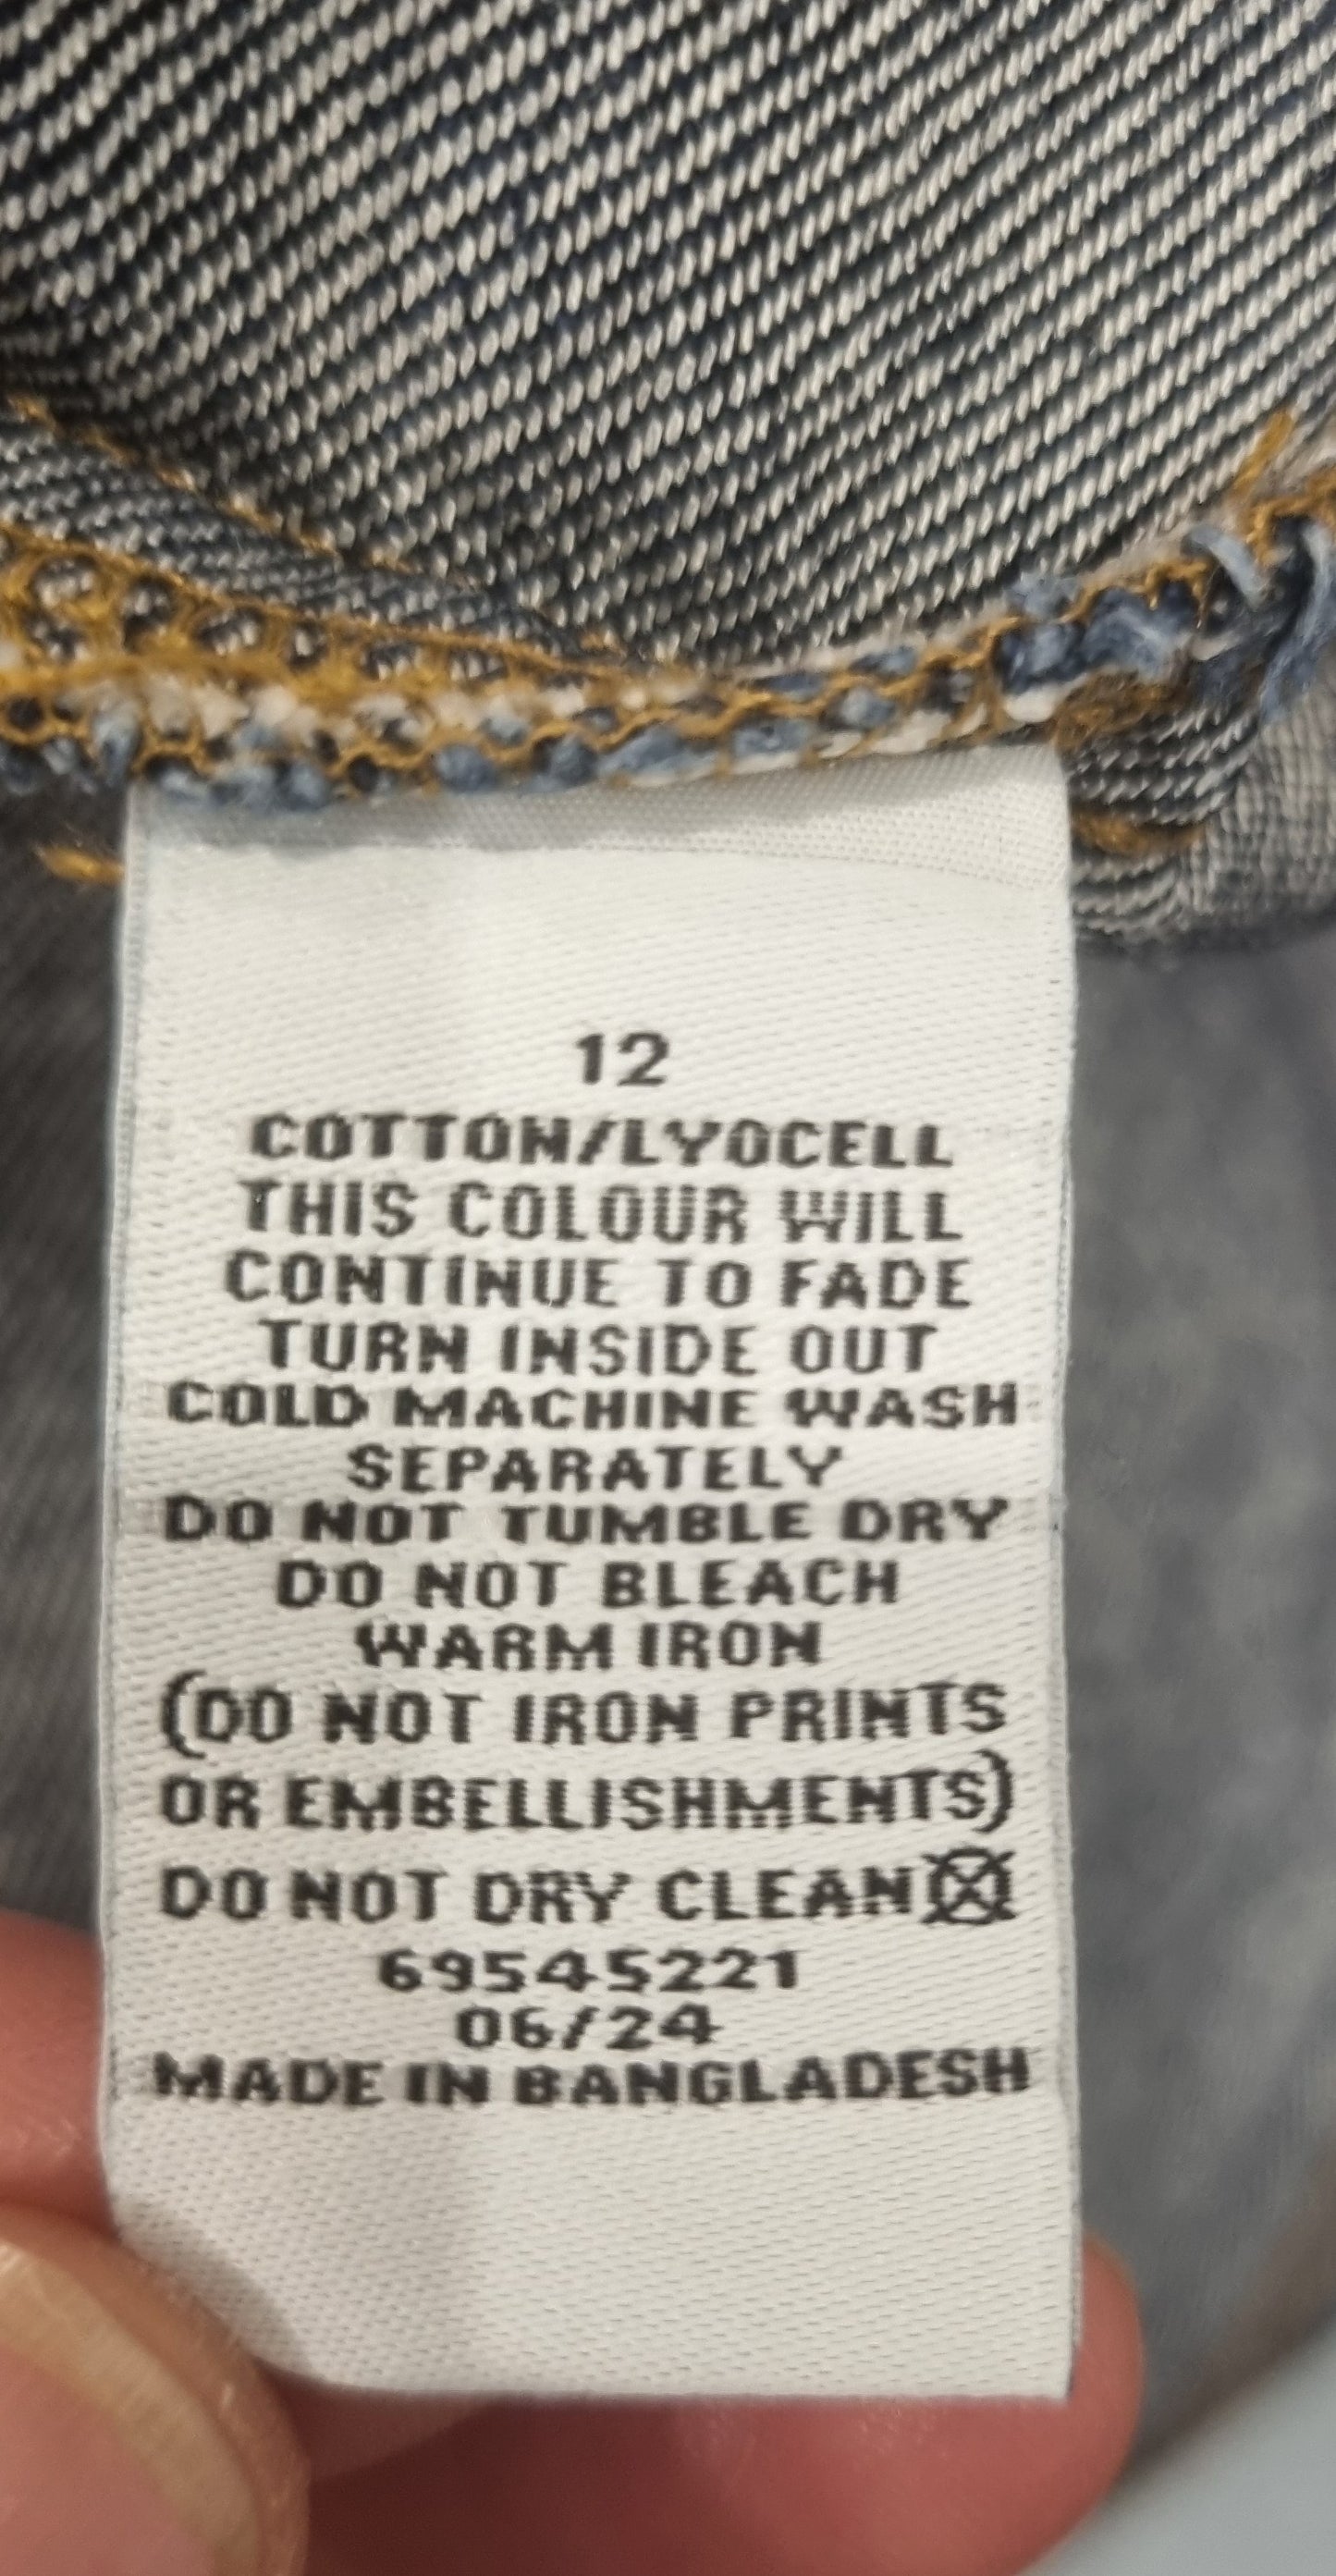 12
COTTON/LYOCELL
THIS COLOUR WILL
CONTINUE TO FADE
TURN INSIDE OUT
COLD MACHINE WASH
SEPARATELY
DO NOT TUMBLE DRY
DO NOT BLEACH
WARM IRON
(DO NOT IRON PRINTS
OR EMBELLISHMENTS)
DO NOT DRY CLEAN
69545221
06/24
MADE IN BANGLADESH